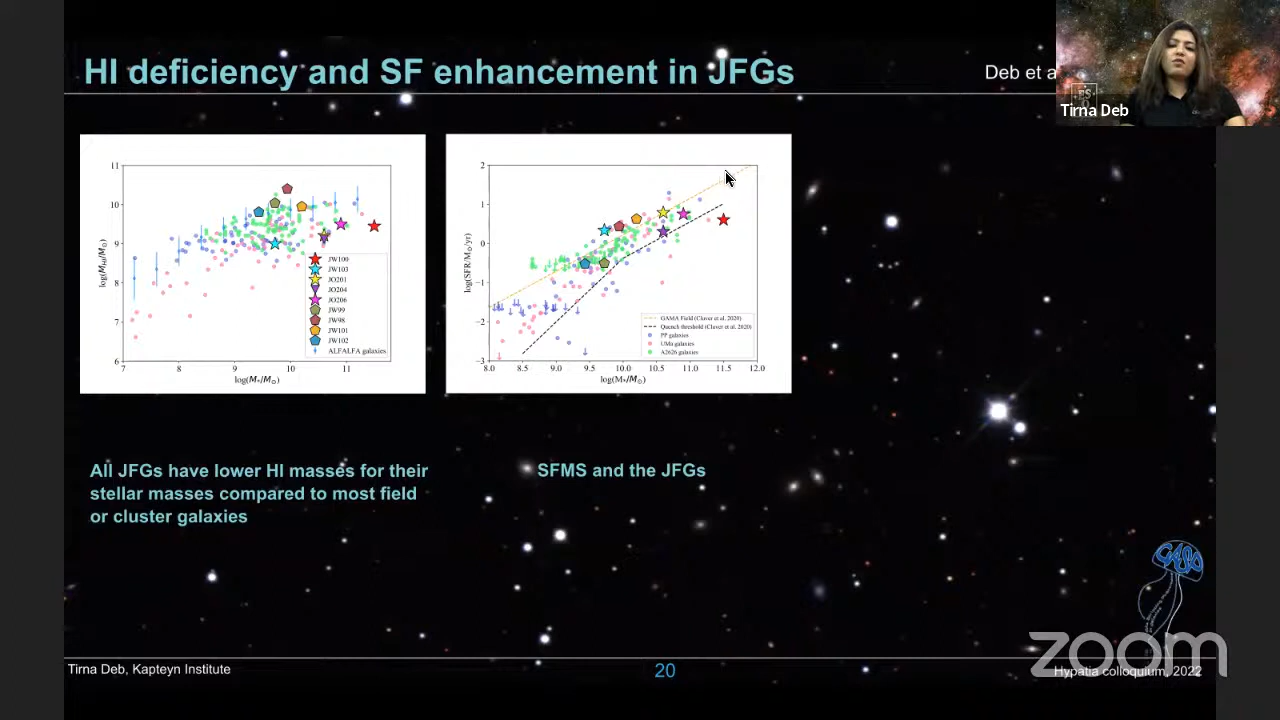 HI deficiency and SF enhancement in JFGs
Deb et a
Tirna Deb
11
10
9
8
7
6
7
8
9
10
11
log(M_HI/M⊙)
log(M*/M⊙)
JW100
JW103
JO201
JO204
JO206
JW99
JW98
JW101
JW102
ALFALFA galaxies
2
1
0
−1
−2
−3
8.0
8.5
9.0
9.5
10.0
10.5
11.0
11.5
12.0
log(SFR/M⊙/yr)
log(M*/M⊙)
GAMA Field (Cluver et al. 2020)
Quench threshold (Cluver et al. 2020)
PP galaxies
UMa galaxies
A2626 galaxies
All JFGs have lower HI masses for their
stellar masses compared to most field
or cluster galaxies
SFMS and the JFGs
GASP
Tirna Deb, Kapteyn Institute
20
zoom
Hypatia colloquium, 2022